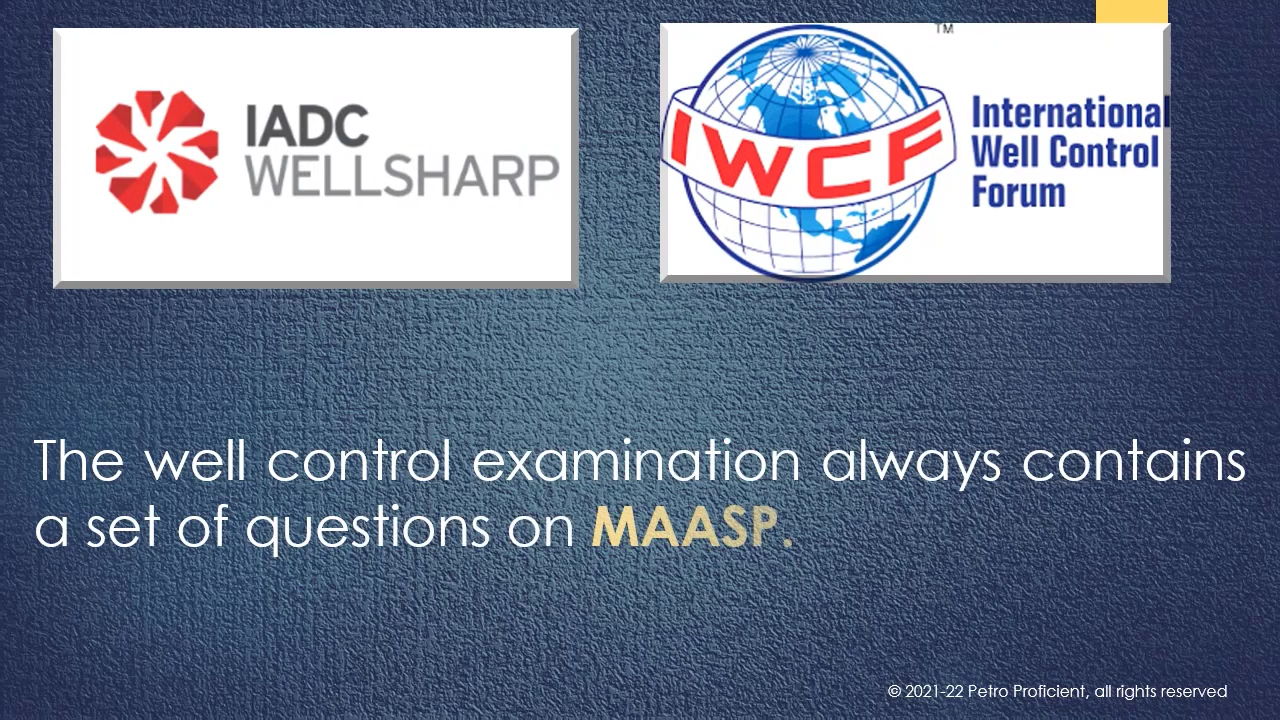 IADC
WELLSHARP
TM
IWCF
International
Well Control
Forum
The well control examination always contains
a set of questions on MAASP.
© 2021-22 Petro Proficient, all rights reserved